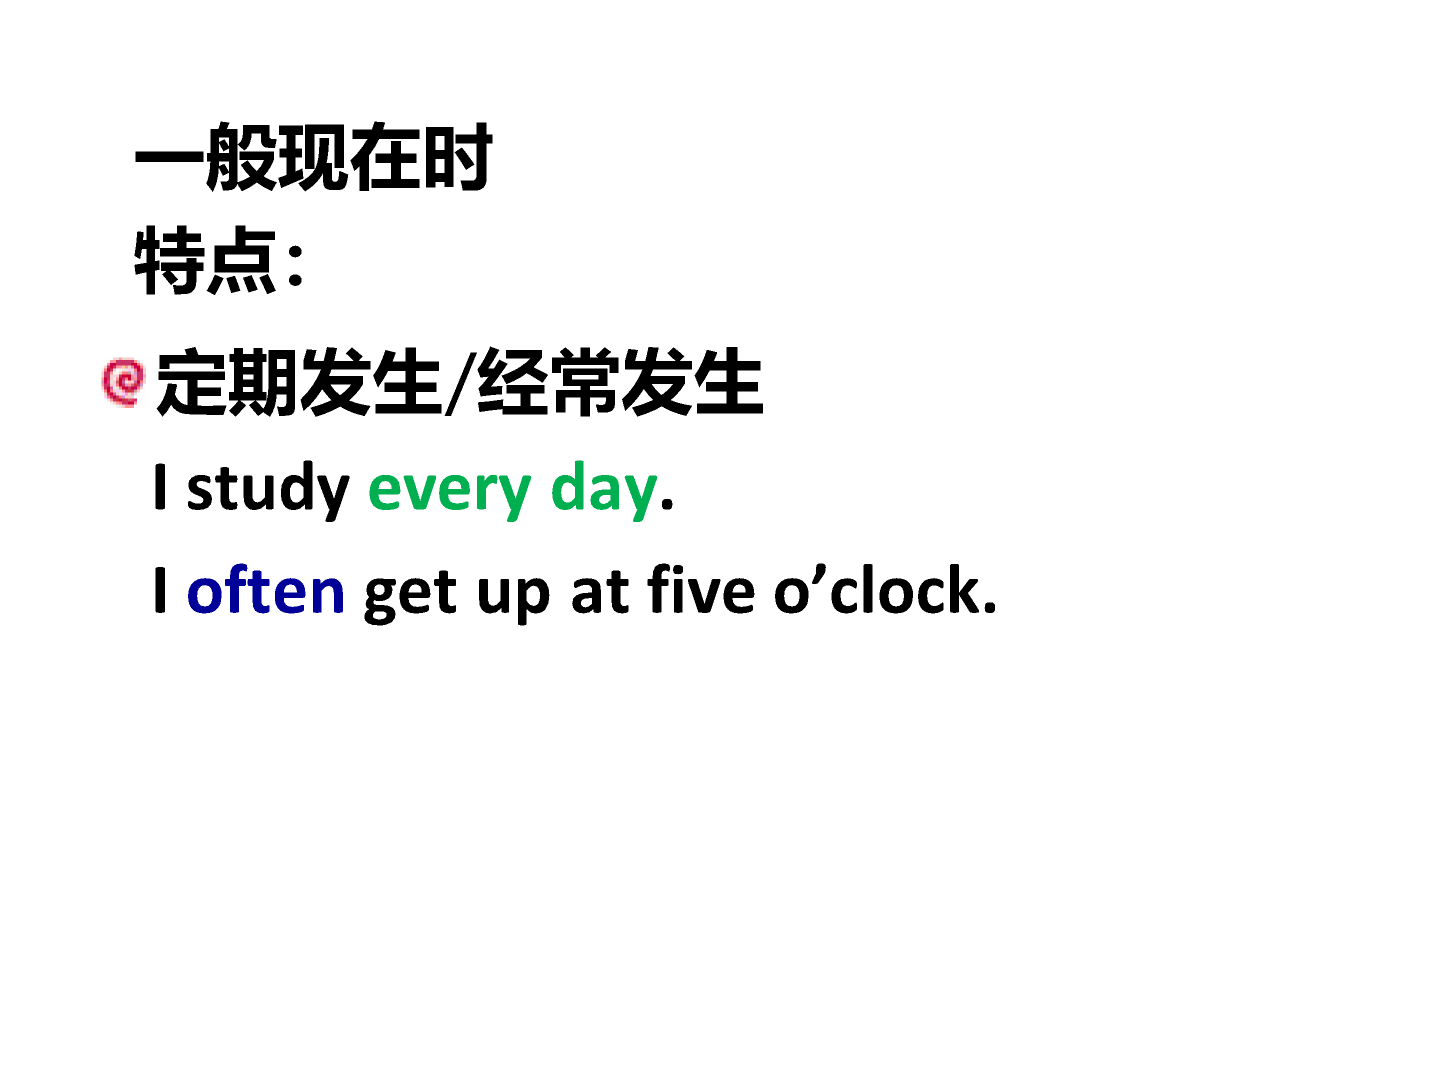 一般现在时
特点：
定期发生/经常发生
I study every day.
I often get up at five o’clock.